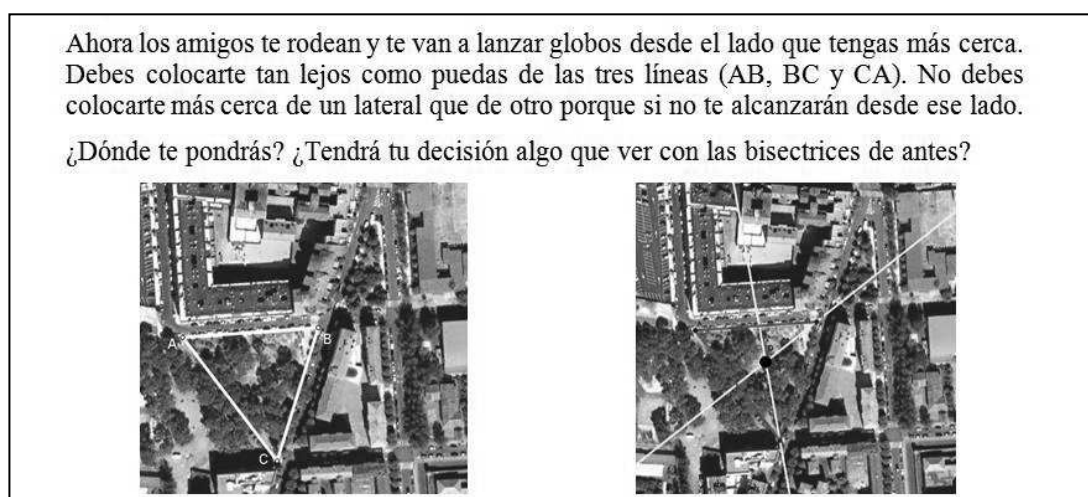 Ahora los amigos te rodean y te van a lanzar globos desde el lado que tengas más cerca.
Debes colocarte tan lejos como puedas de las tres líneas (AB, BC y CA). No debes
colocarte más cerca de un lateral que de otro porque si no te alcanzarán desde ese lado.
¿Dónde te pondrás? ¿Tendrá tu decisión algo que ver con las bisectrices de antes?
A
B
C